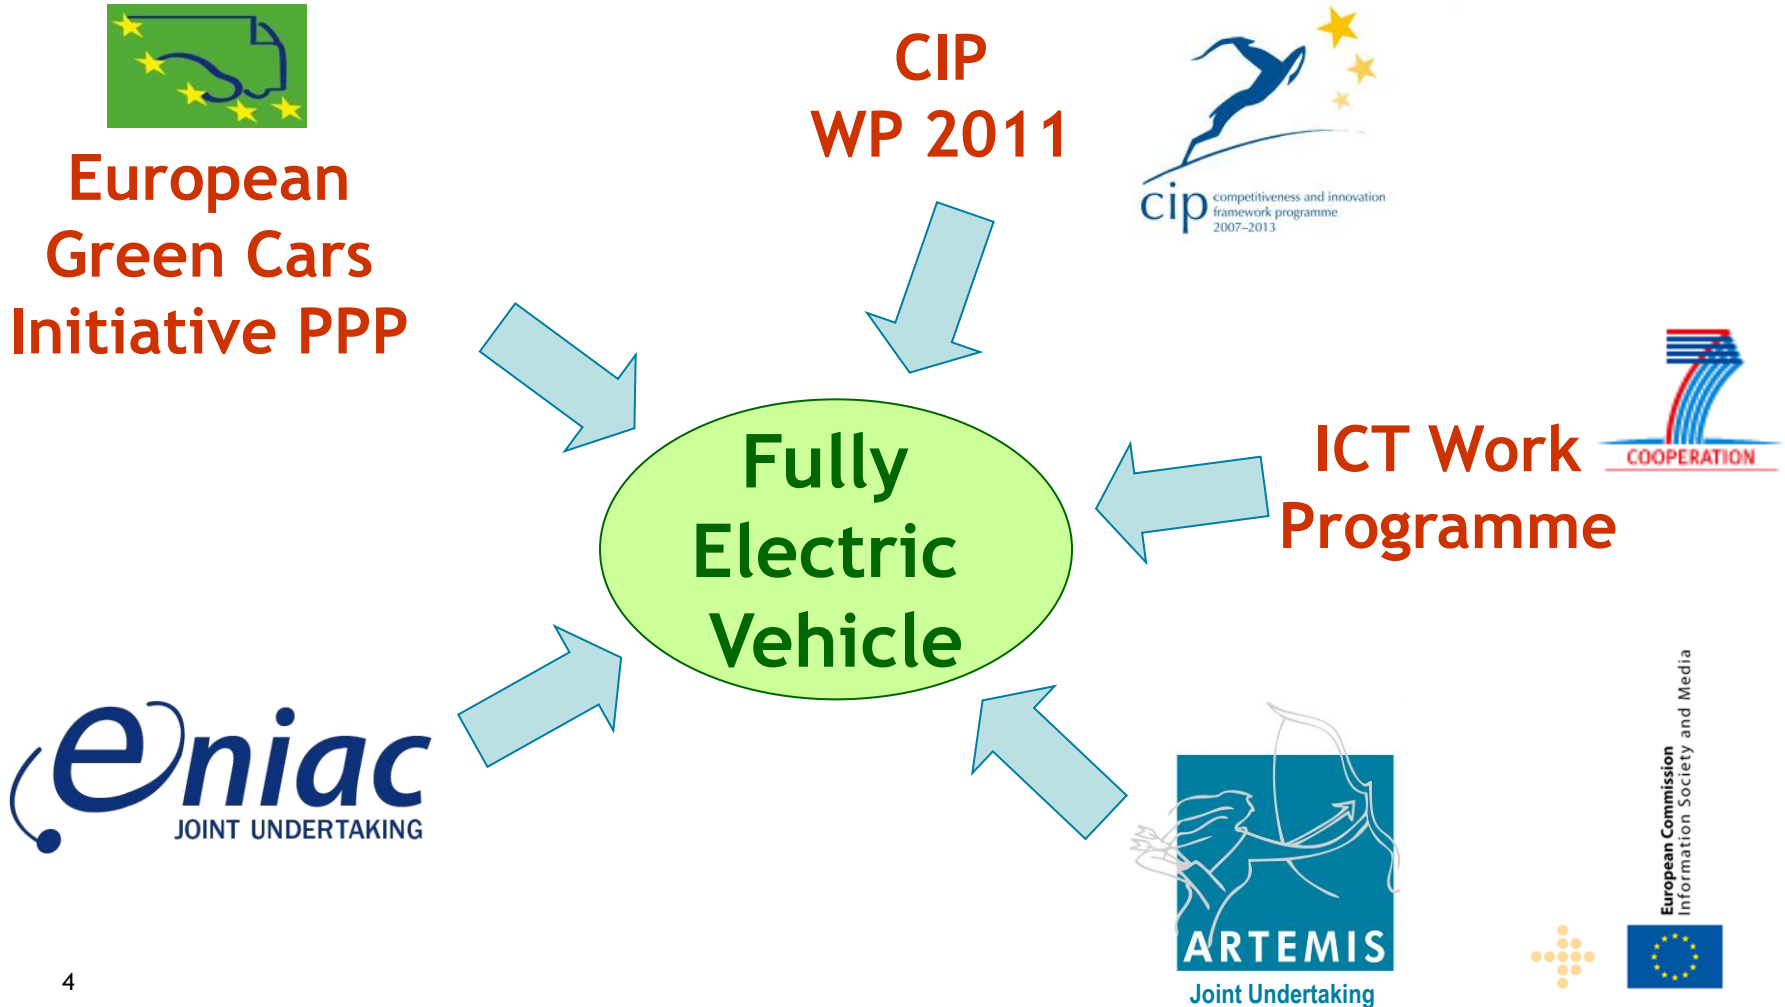 European
Green Cars
Initiative PPP
CIP
WP 2011
cip
competitiveness and innovation
framework programme
2007–2013
ICT Work
Programme
7
COOPERATION
Fully
Electric
Vehicle
eniac
JOINT UNDERTAKING
ARTEMIS
Joint Undertaking
European Commission
Information Society and Media
4